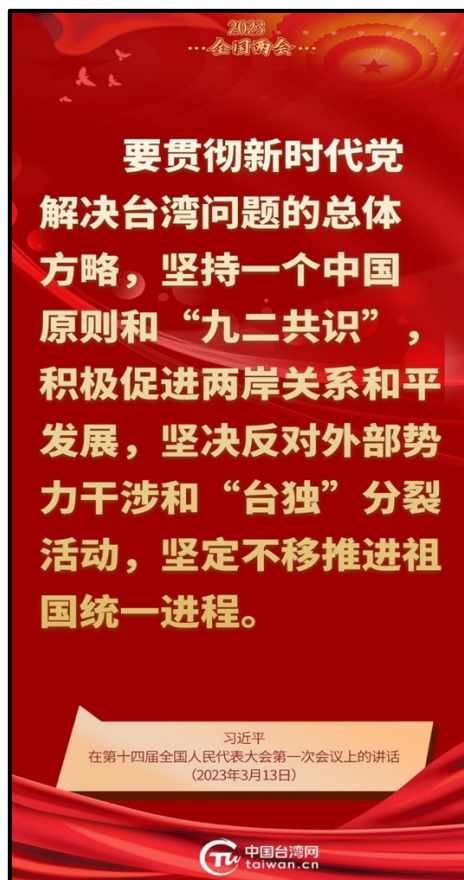 2023
全国两会
要贯彻新时代党
解决台湾问题的总体
方略，坚持一个中国
原则和“九二共识”，
积极促进两岸关系和平
发展，坚决反对外部势
力干涉和“台独”分裂
活动，坚定不移推进祖
国统一进程。
习近平
在第十四届全国人民代表大会第一次会议上的讲话
（2023年3月13日）
中国台湾网
taiwan.cn